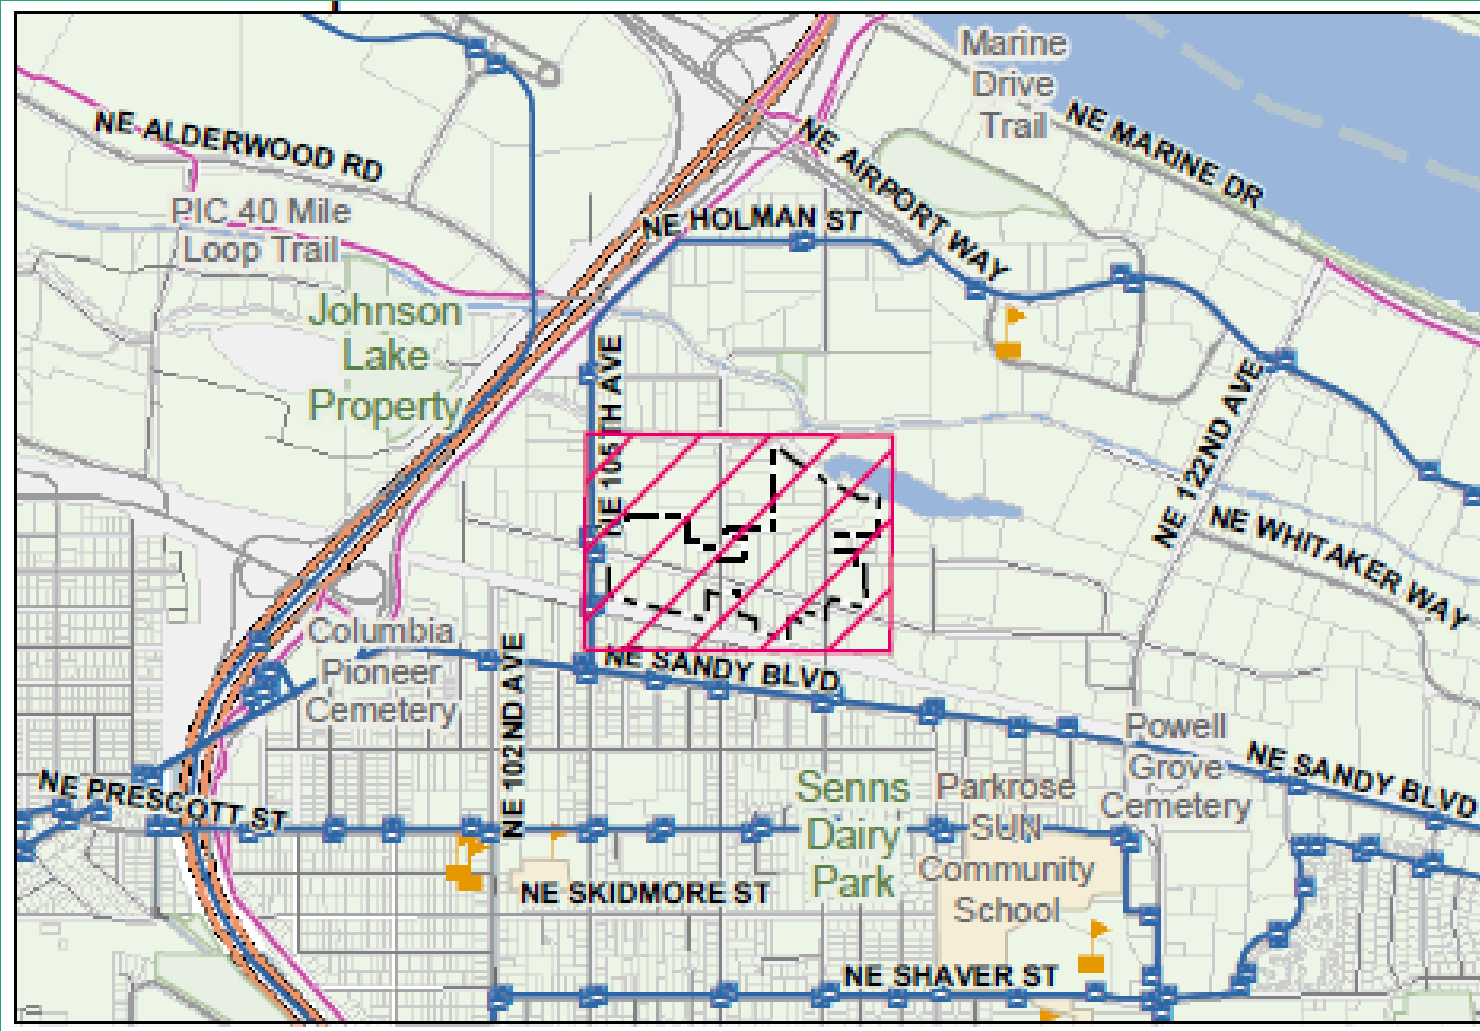 Marine
Drive
Trail
NE MARINE DR
NE ALDERWOOD RD
NE AIRPORT WAY
PIC 40 Mile
Loop Trail
NE HOLMAN ST
Johnson
Lake
Property
NE 105TH AVE
NE 122ND AVE
NE WHITAKER WAY
Columbia
Pioneer
Cemetery
NE 102ND AVE
NE SANDY BLVD
Powell
Grove
Cemetery
NE SANDY BLVD
NE PRESCOTT ST
Senns
Dairy
Park
Parkrose
SUN
Community
School
NE SKIDMORE ST
NE SHAVER ST